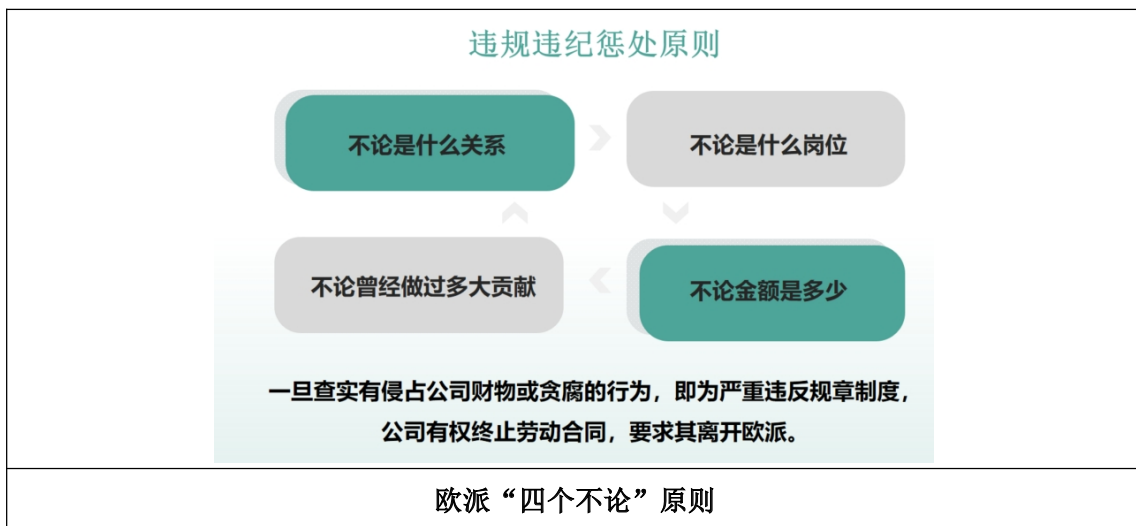 违规违纪惩处原则
不论是什么关系
不论是什么岗位
不论曾经做过多大贡献
不论金额是多少
一旦查实有侵占公司财物或贪腐的行为，即为严重违反规章制度，
公司有权终止劳动合同，要求其离开欧派。
欧派“四个不论”原则